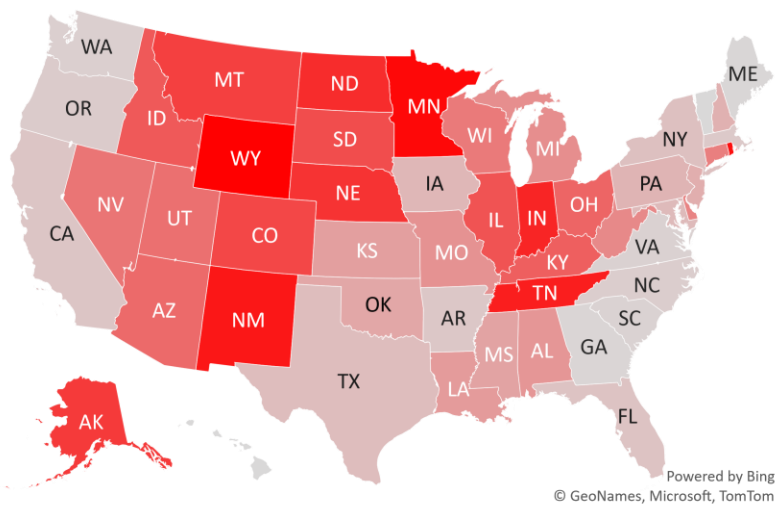 WA
MT
ND
ME
MN
OR
ID
SD
WI
NY
MI
WY
IA
PA
NE
NV
UT
IL
IN
OH
CA
CO
VA
KS
MO
KY
NC
TN
AZ
NM
OK
AR
SC
MS
AL
GA
TX
LA
FL
AK
Powered by Bing
© GeoNames, Microsoft, TomTom